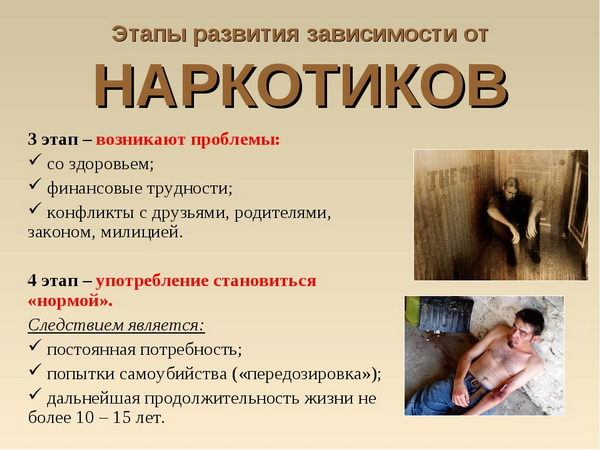 Этапы развития зависимости от
НАРКОТИКОВ
3 этап – возникают проблемы:
✓ со здоровьем;
✓ финансовые трудности;
✓ конфликты с друзьями, родителями,
законом, милицией.
4 этап – употребление становиться
«нормой».
Следствием является:
✓ постоянная потребность;
✓ попытки самоубийства («передозировка»);
✓ дальнейшая продолжительность жизни не
более 10 – 15 лет.